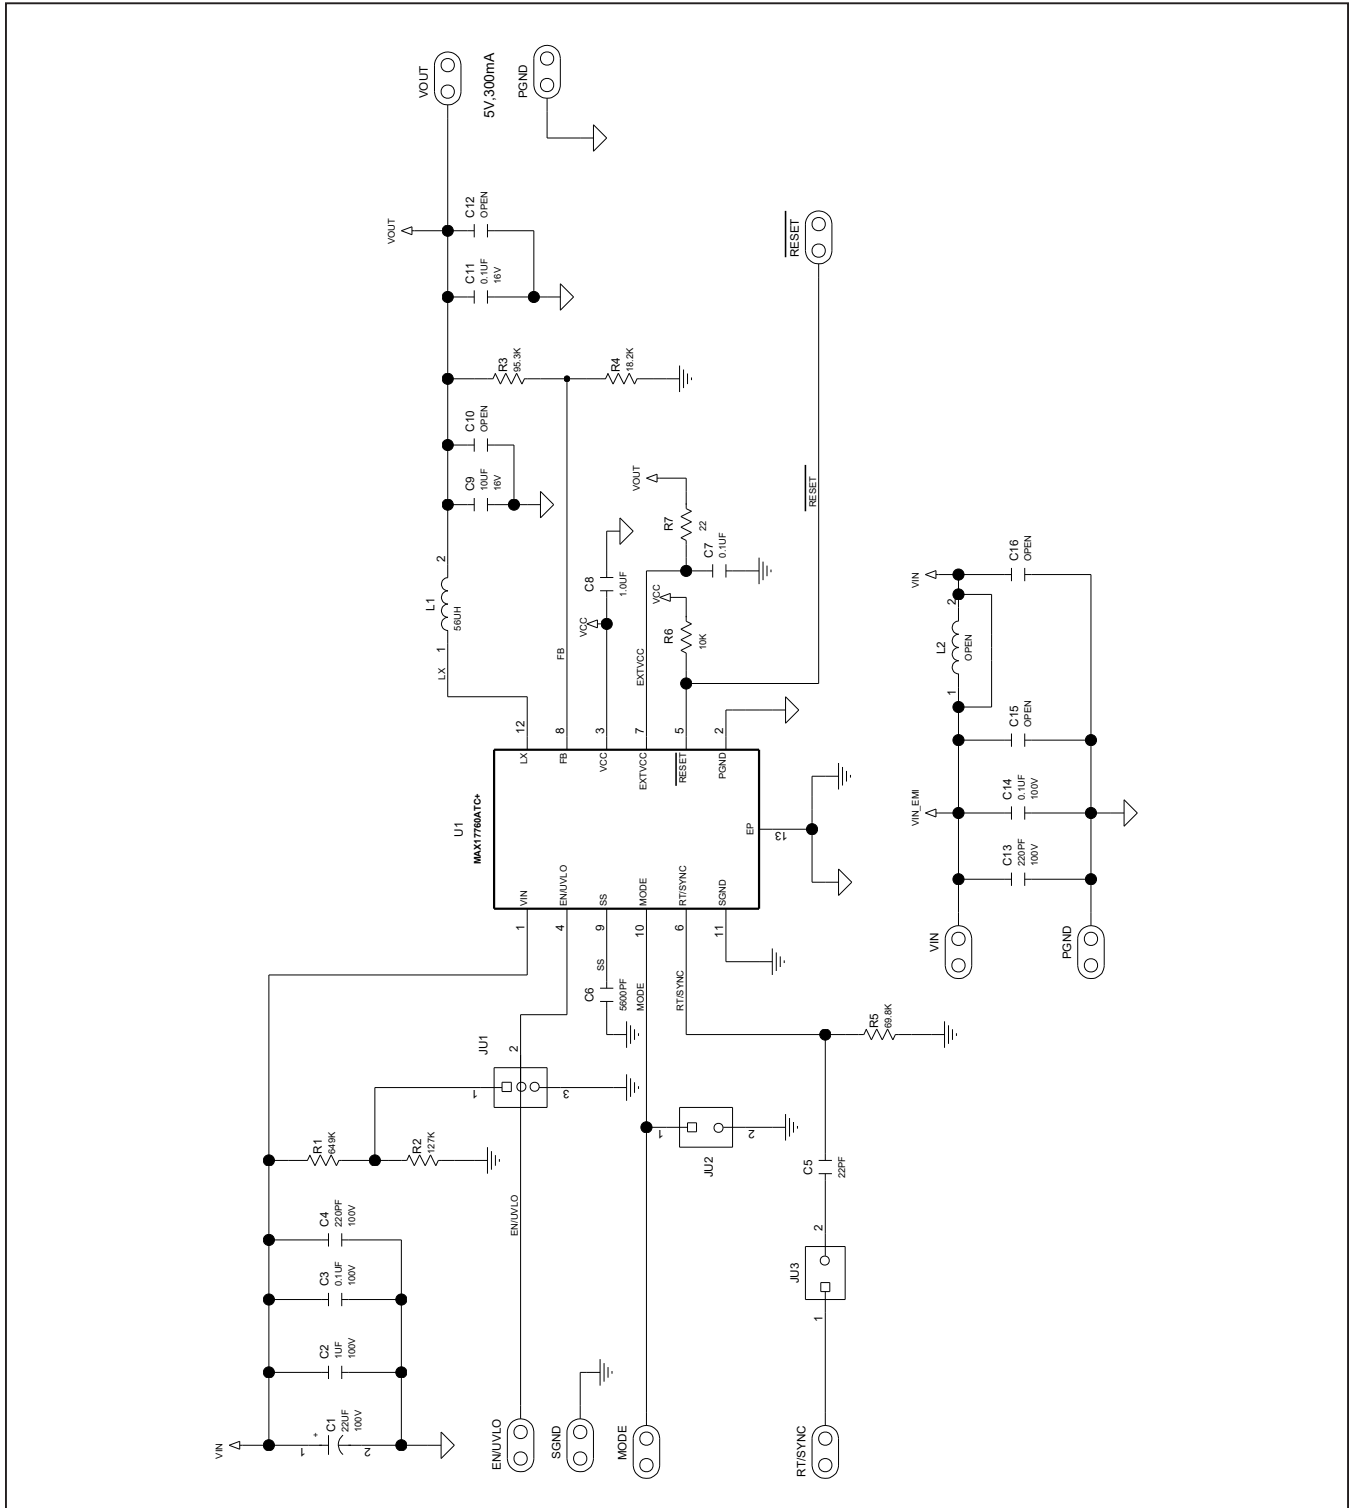 VOUT
5V,300mA
PGND
VOUT
C12
OPEN
C11
0.1UF
16V
R3
95.3K
R4
18.2K
C10
OPEN
C9
10UF
16V
L1
56UH
1
2
LX
FB
VCC
C8
1.0UF
EXTVCC
VOUT
R7
22
C7
0.1UF
VCC
R6
10K
RESET
RESET
U1
MAX17760ATC+
LX
12
FB
8
VCC
3
EXTVCC
7
RESET
5
PGND
2
EP
13
VIN
1
EN/UVLO
4
SS
9
MODE
10
RT/SYNC
6
SGND
11
SS
C6
5600PF
MODE
RT/SYNC
R5
69.8K
JU1
1
2
3
R1
649K
R2
127K
C4
220PF
100V
C3
0.1UF
100V
C2
1UF
100V
C1
22UF
100V
+
1
2
VIN
EN/UVLO
EN/UVLO
SGND
MODE
JU2
1
2
C5
22PF
JU3
1
2
RT/SYNC
VIN
PGND
C13
220PF
100V
VIN_EMI
C14
0.1UF
100V
C15
OPEN
L2
OPEN
1
2
VIN
C16
OPEN